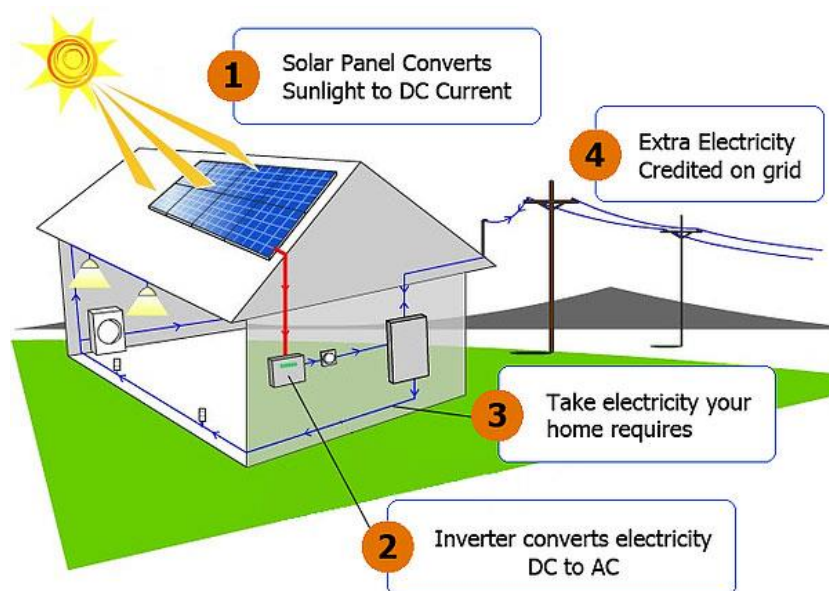 1
Solar Panel Converts
Sunlight to DC Current
4
Extra Electricity
Credited on grid
3
Take electricity your
home requires
2
Inverter converts electricity
DC to AC